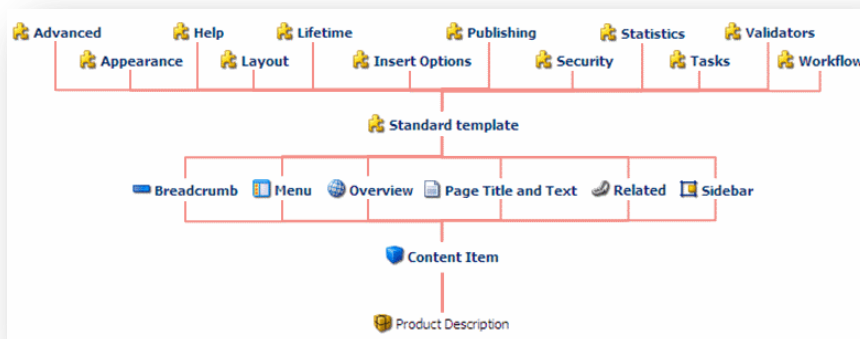 Advanced Help Lifetime Publishing Statistics Validators
Appearance Layout Insert Options Security Tasks Workflow
Standard template
Breadcrumb Menu Overview Page Title and Text Related Sidebar
Content Item
Product Description